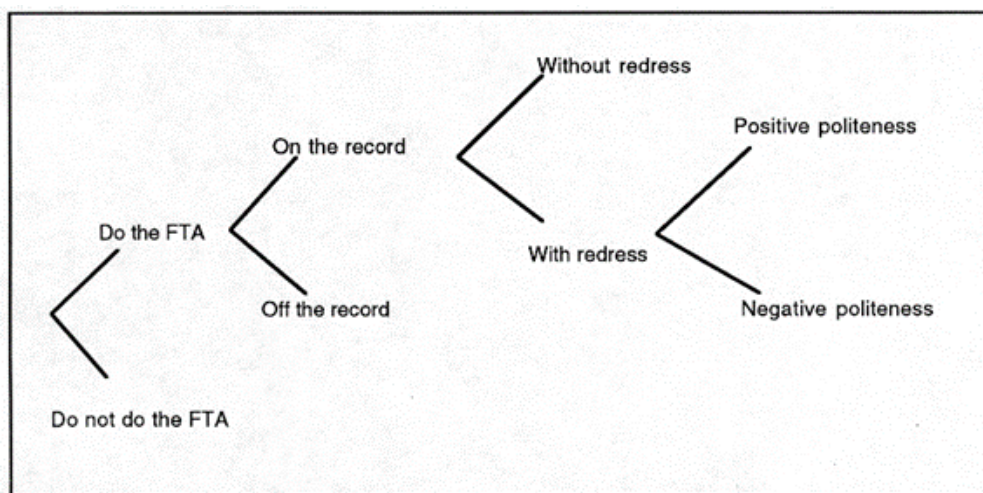 Without redress
Positive politeness
On the record
Do the FTA
With redress
Off the record
Negative politeness
Do not do the FTA